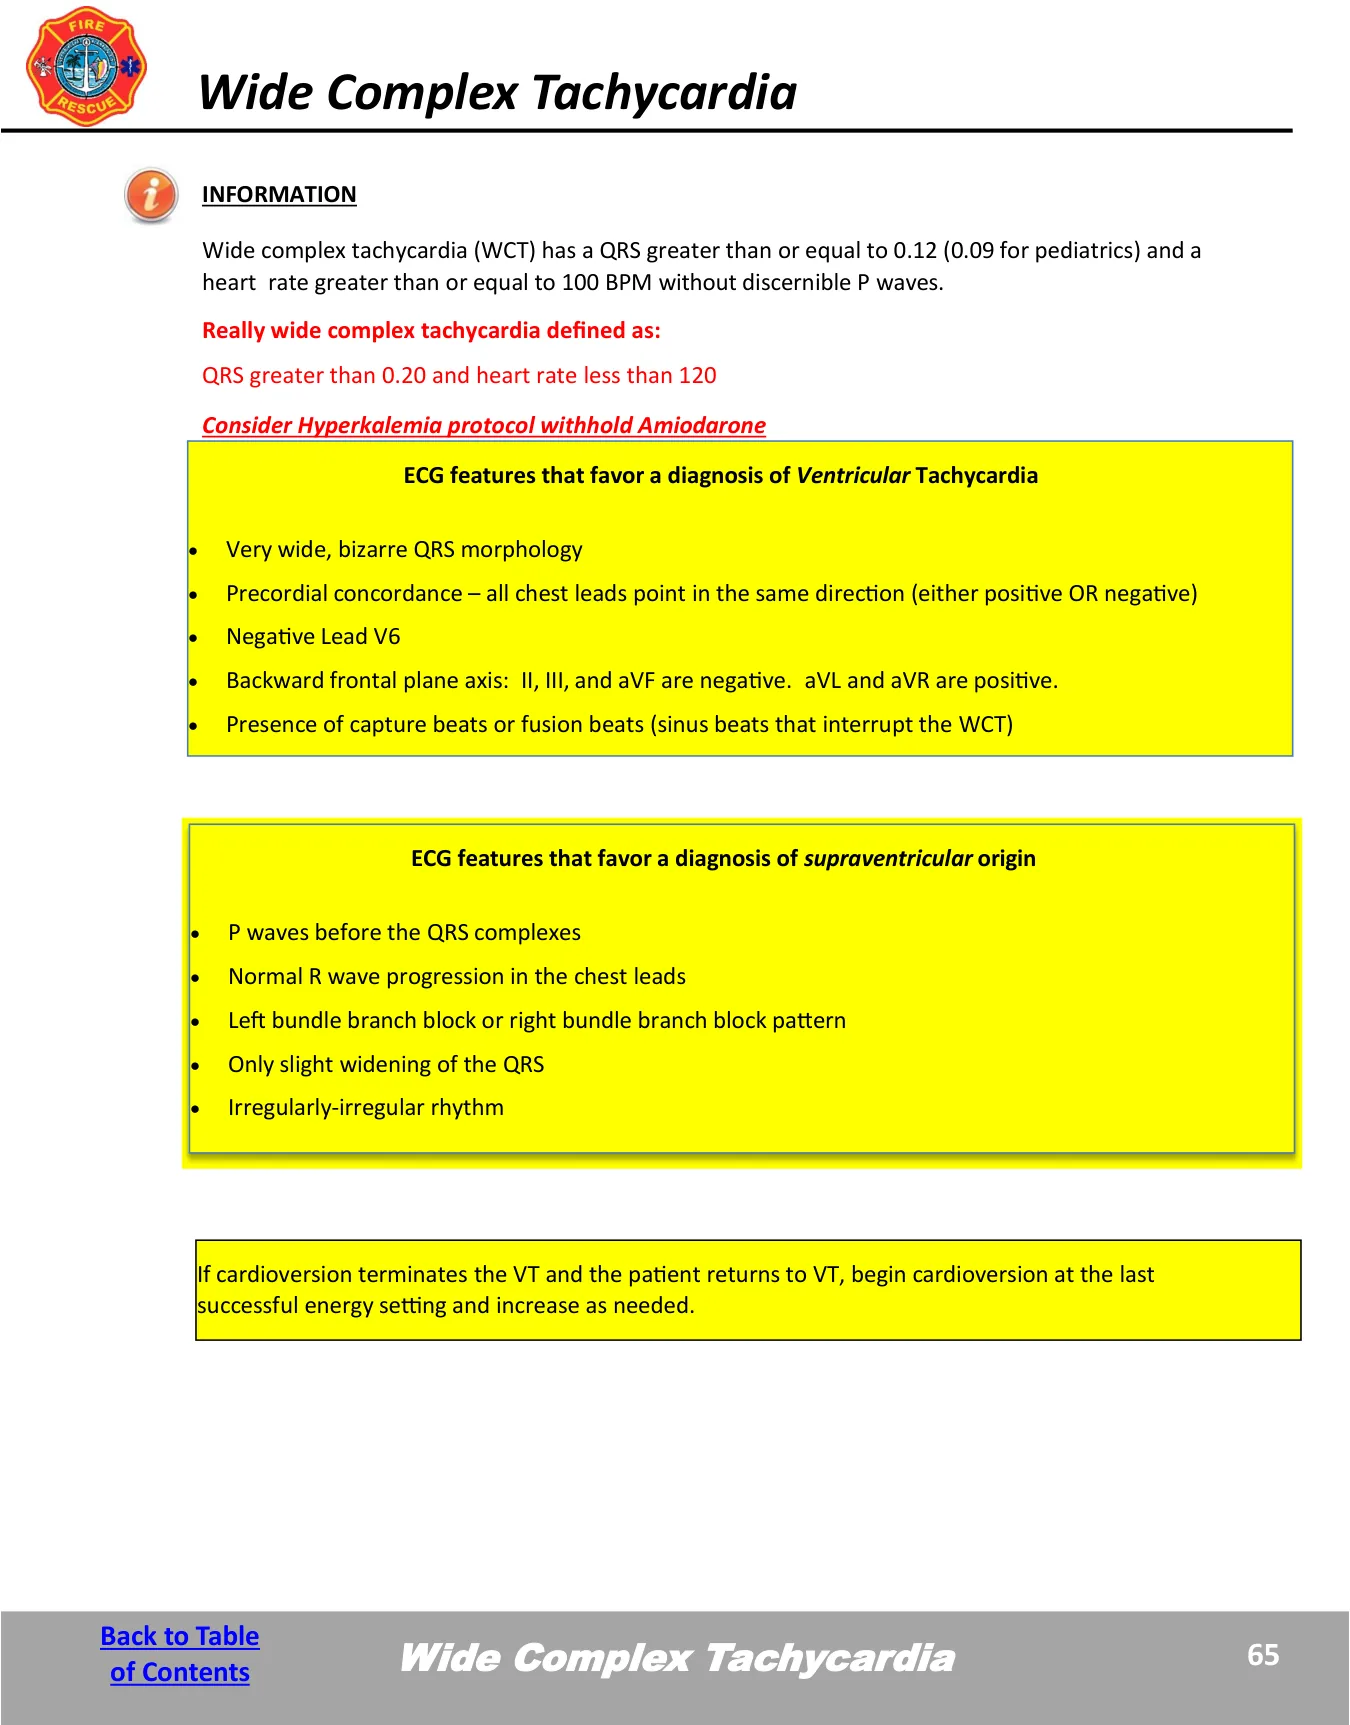 FIRE
RESCUE
Wide Complex Tachycardia
INFORMATION
Wide complex tachycardia (WCT) has a QRS greater than or equal to 0.12 (0.09 for pediatrics) and a
heart  rate greater than or equal to 100 BPM without discernible P waves.
Really wide complex tachycardia defined as:
QRS greater than 0.20 and heart rate less than 120
Consider Hyperkalemia protocol withhold Amiodarone
ECG features that favor a diagnosis of Ventricular Tachycardia
• Very wide, bizarre QRS morphology
• Precordial concordance – all chest leads point in the same direction (either positive OR negative)
• Negative Lead V6
• Backward frontal plane axis:  II, III, and aVF are negative.  aVL and aVR are positive.
• Presence of capture beats or fusion beats (sinus beats that interrupt the WCT)
ECG features that favor a diagnosis of supraventricular origin
• P waves before the QRS complexes
• Normal R wave progression in the chest leads
• Left bundle branch block or right bundle branch block pattern
• Only slight widening of the QRS
• Irregularly-irregular rhythm
If cardioversion terminates the VT and the patient returns to VT, begin cardioversion at the last
successful energy setting and increase as needed.
Back to Table
of Contents
Wide Complex Tachycardia
65